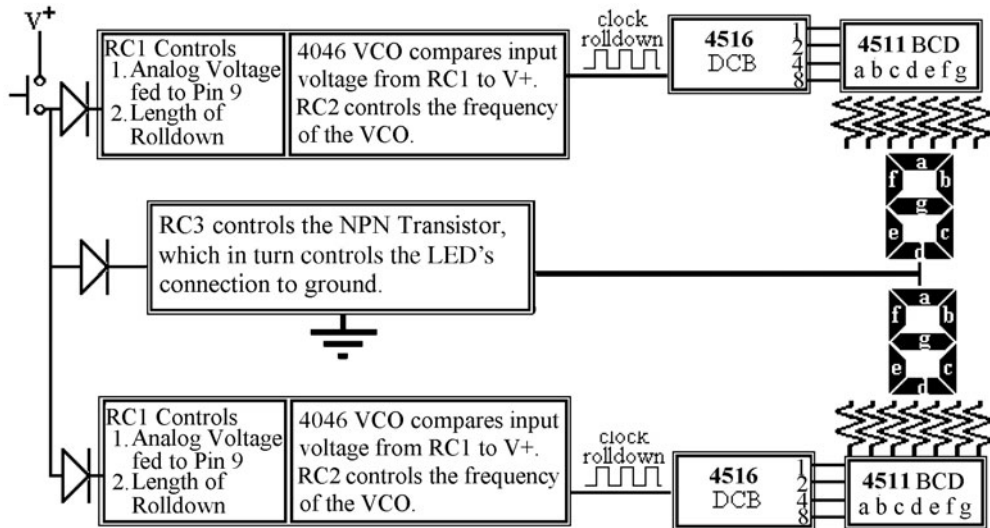 V+
RC1 Controls
1. Analog Voltage
fed to Pin 9
2. Length of
Rolldown
4046 VCO compares input
voltage from RC1 to V+.
RC2 controls the frequency
of the VCO.
clock
rolldown
4516
DCB
1
2
4
8
4511 BCD
a b c d e f g
a
f b
g
e c
d
RC3 controls the NPN Transistor,
which in turn controls the LED's
connection to ground.
a
f b
g
e c
d
RC1 Controls
1. Analog Voltage
fed to Pin 9
2. Length of
Rolldown
4046 VCO compares input
voltage from RC1 to V+.
RC2 controls the frequency
of the VCO.
clock
rolldown
4516
DCB
1
2
4
8
4511 BCD
a b c d e f g